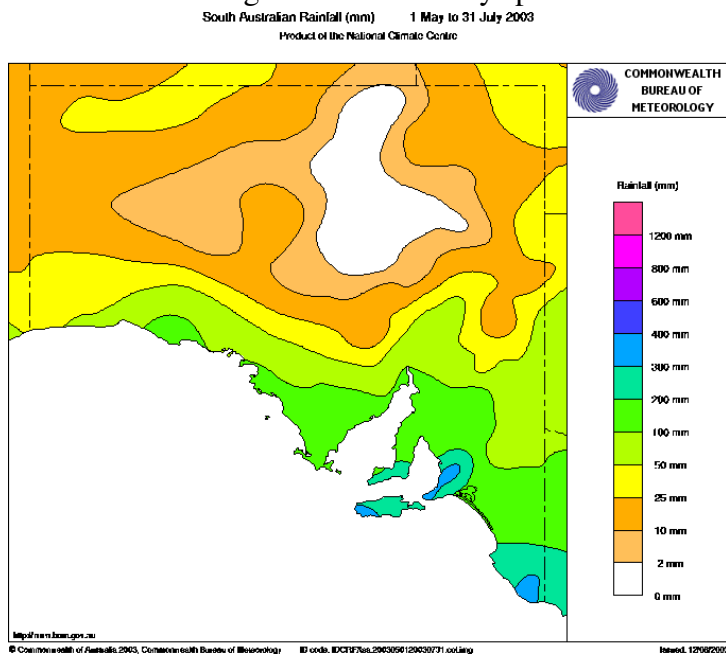 South Australian Rainfall (mm) 1 May to 31 July 2003
Product of the National Climate Centre
COMMONWEALTH
BUREAU OF
METEOROLOGY
Rainfall (mm)
1200 mm
800 mm
600 mm
400 mm
300 mm
200 mm
100 mm
50 mm
25 mm
10 mm
2 mm
0 mm
http://www.bom.gov.au
© Commonwealth of Australia 2003, Commonwealth Bureau of Meteorology ID code: Issued: